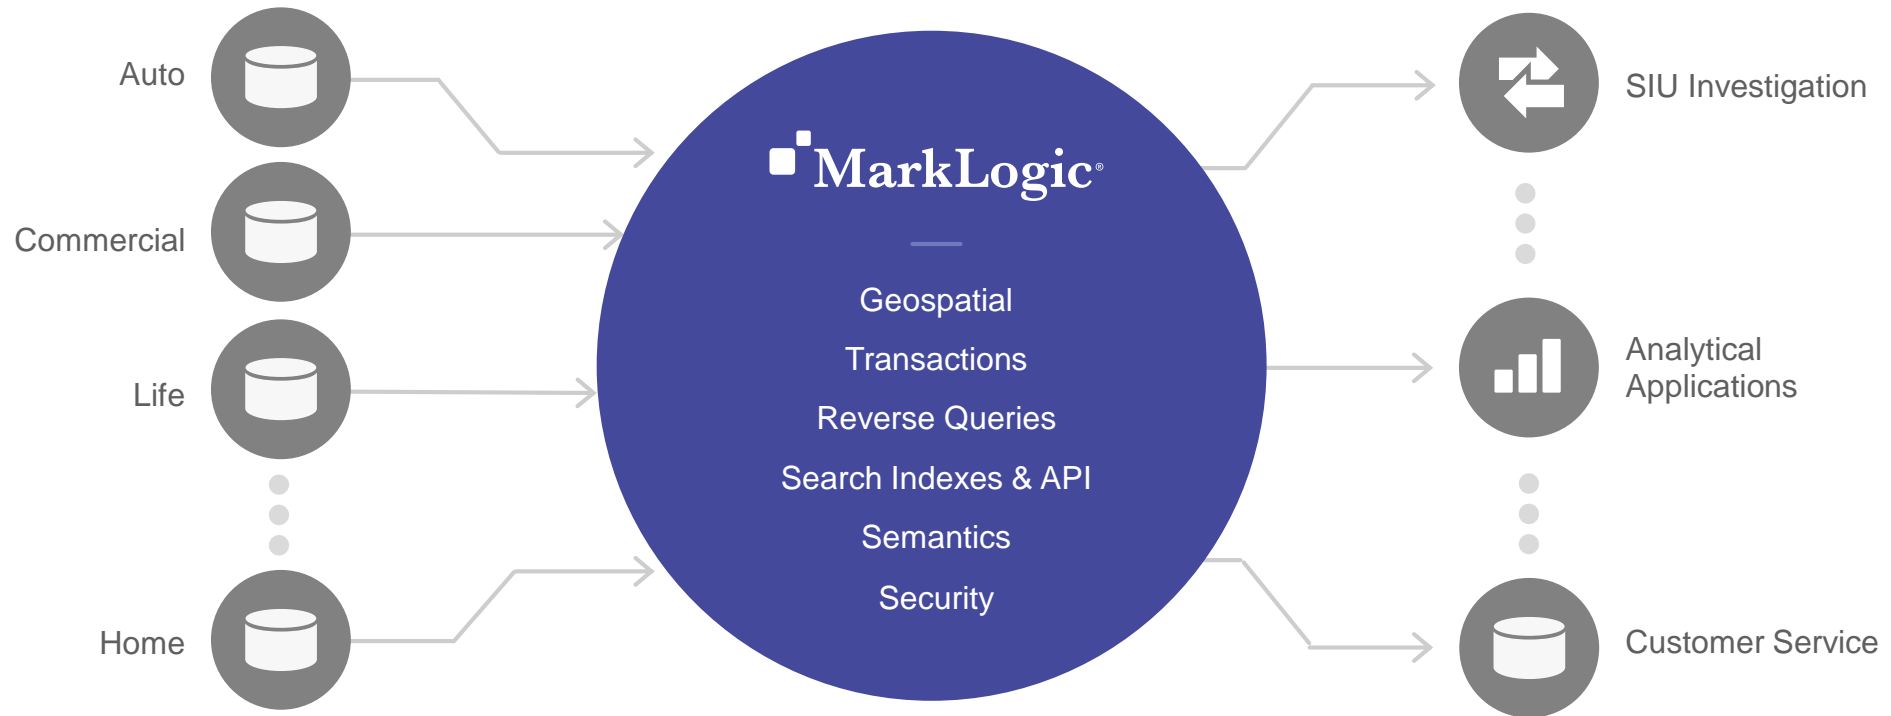 Auto
Commercial
Life
Home
MarkLogic®
Geospatial
Transactions
Reverse Queries
Search Indexes & API
Semantics
Security
SIU Investigation
Analytical
Applications
Customer Service